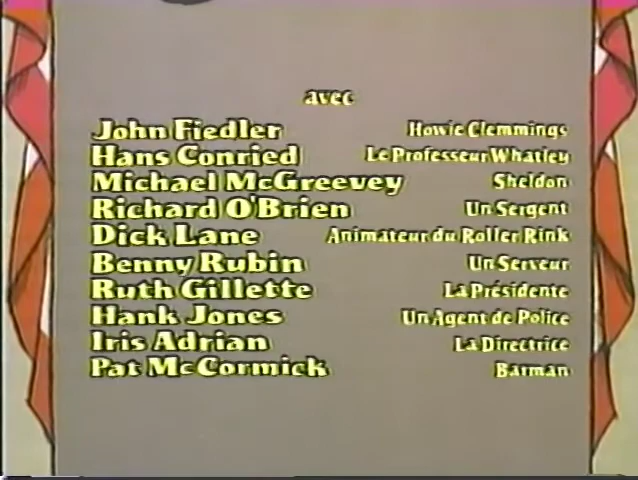 avec
John Fiedler Howie Clemmings
Hans Conried Le Professeur Whatley
Michael McGreevey Sheldon
Richard O'Brien Un Sergent
Dick Lane Animateur du Roller Rink
Benny Rubin Un Serveur
Ruth Gillette La Présidente
Hank Jones Un Agent de Police
Iris Adrian La Directrice
Pat McCormick Barman